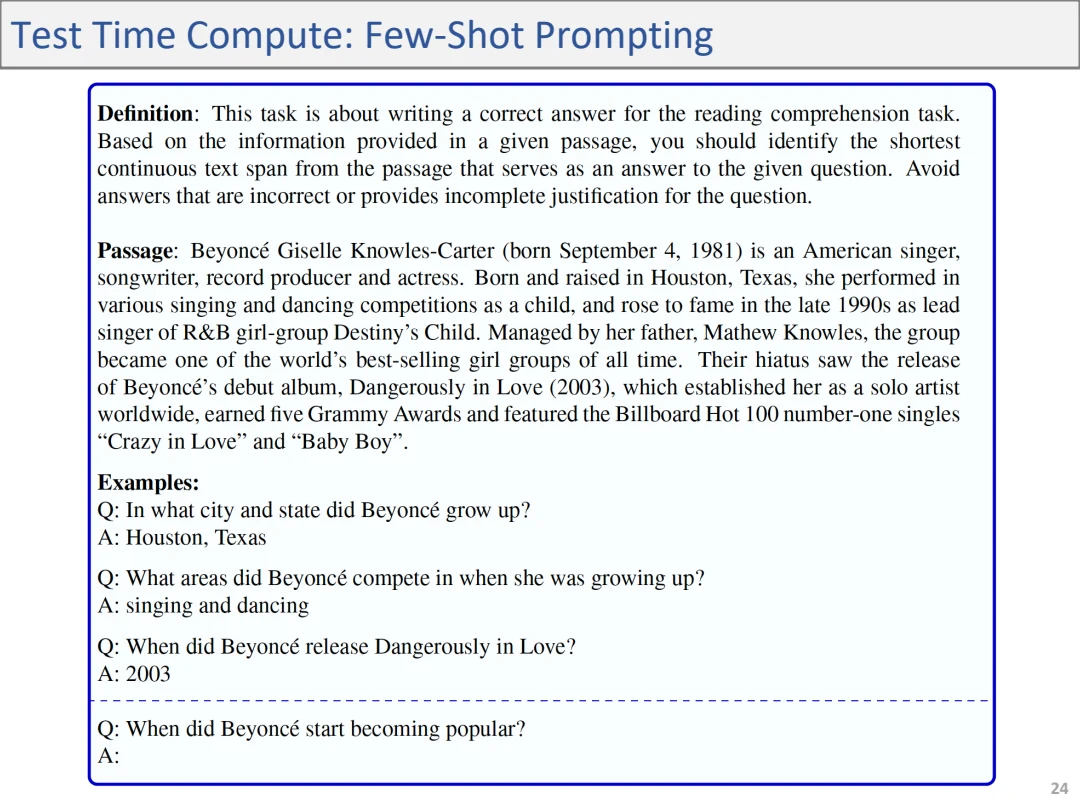 Test Time Compute: Few-Shot Prompting
Definition: This task is about writing a correct answer for the reading comprehension task.
Based on the information provided in a given passage, you should identify the shortest
continuous text span from the passage that serves as an answer to the given question. Avoid
answers that are incorrect or provides incomplete justification for the question.
Passage: Beyoncé Giselle Knowles-Carter (born September 4, 1981) is an American singer,
songwriter, record producer and actress. Born and raised in Houston, Texas, she performed in
various singing and dancing competitions as a child, and rose to fame in the late 1990s as lead
singer of R&B girl-group Destiny’s Child. Managed by her father, Mathew Knowles, the group
became one of the world’s best-selling girl groups of all time. Their hiatus saw the release
of Beyoncé’s debut album, Dangerously in Love (2003), which established her as a solo artist
worldwide, earned five Grammy Awards and featured the Billboard Hot 100 number-one singles
“Crazy in Love” and “Baby Boy”.
Examples:
Q: In what city and state did Beyoncé grow up?
A: Houston, Texas
Q: What areas did Beyoncé compete in when she was growing up?
A: singing and dancing
Q: When did Beyoncé release Dangerously in Love?
A: 2003
Q: When did Beyoncé start becoming popular?
A:
24